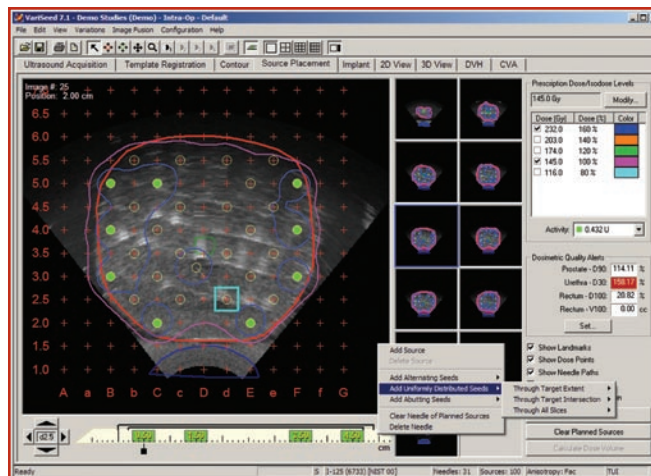 VariSeed 7.1 - Demo Studies (Demo) - Intra-Op - Default
File Edit View Variations Image Fusion Configuration Help
Ultrasound Acquisition Template Registration Contour Source Placement Implant 2D View 3D View DVH CVA
Image #: 25
Position: 2.00 cm
6.5
6.0
5.5
5.0
4.5
4.0
3.5
3.0
2.5
2.0
1.5
1.0
A a B b C c D d E e F f G
d2.5
cm
Prescription Dose/Isodose Levels
145.0 Gy Modify...
Dose [Gy] Dose [%] Color
232.0 160 %
203.0 140 %
174.0 120 %
145.0 100 %
116.0 80 %
Activity: 0.432 U
Dosimetric Quality Alerts
Prostate - D90: 114.11 %
Urethra - D30: 158.17 %
Rectum - D100: 20.82 %
Rectum - V100: 0.00 cc
Set...
Show Landmarks
Show Dose Points
Show Needle Paths
Add Source
Delete Source
Add Alternating Seeds
Add Uniformly Distributed Seeds
Add Abutting Seeds
Clear Needle of Planned Sources
Delete Needle
Through Target Extent
Through Target Intersection
Through All Slices
Clear Planned Sources
Calculate Dose Volume
Ready S I-125 (6733) [NIST 00] Needles: 31 Sources: 100 Anisotropy: Fac TUI